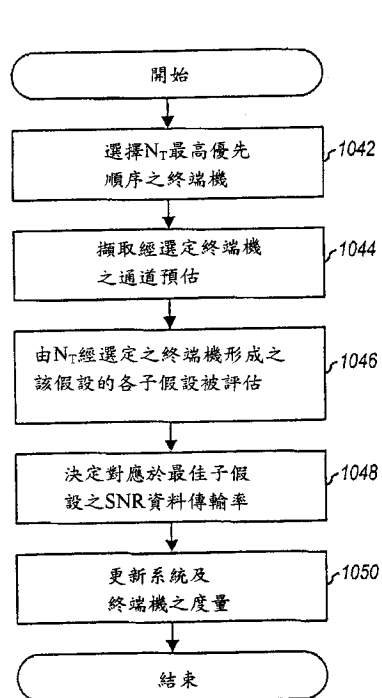 開始
選擇N_T最高優先
順序之終端機
1042
擷取經選定終端機
之通道預估
1044
由N_T經選定之終端機形成之
該假設的各子假設被評估
1046
決定對應於最佳子假
設之SNR資料傳輸率
1048
更新系統及
終端機之度量
1050
結束